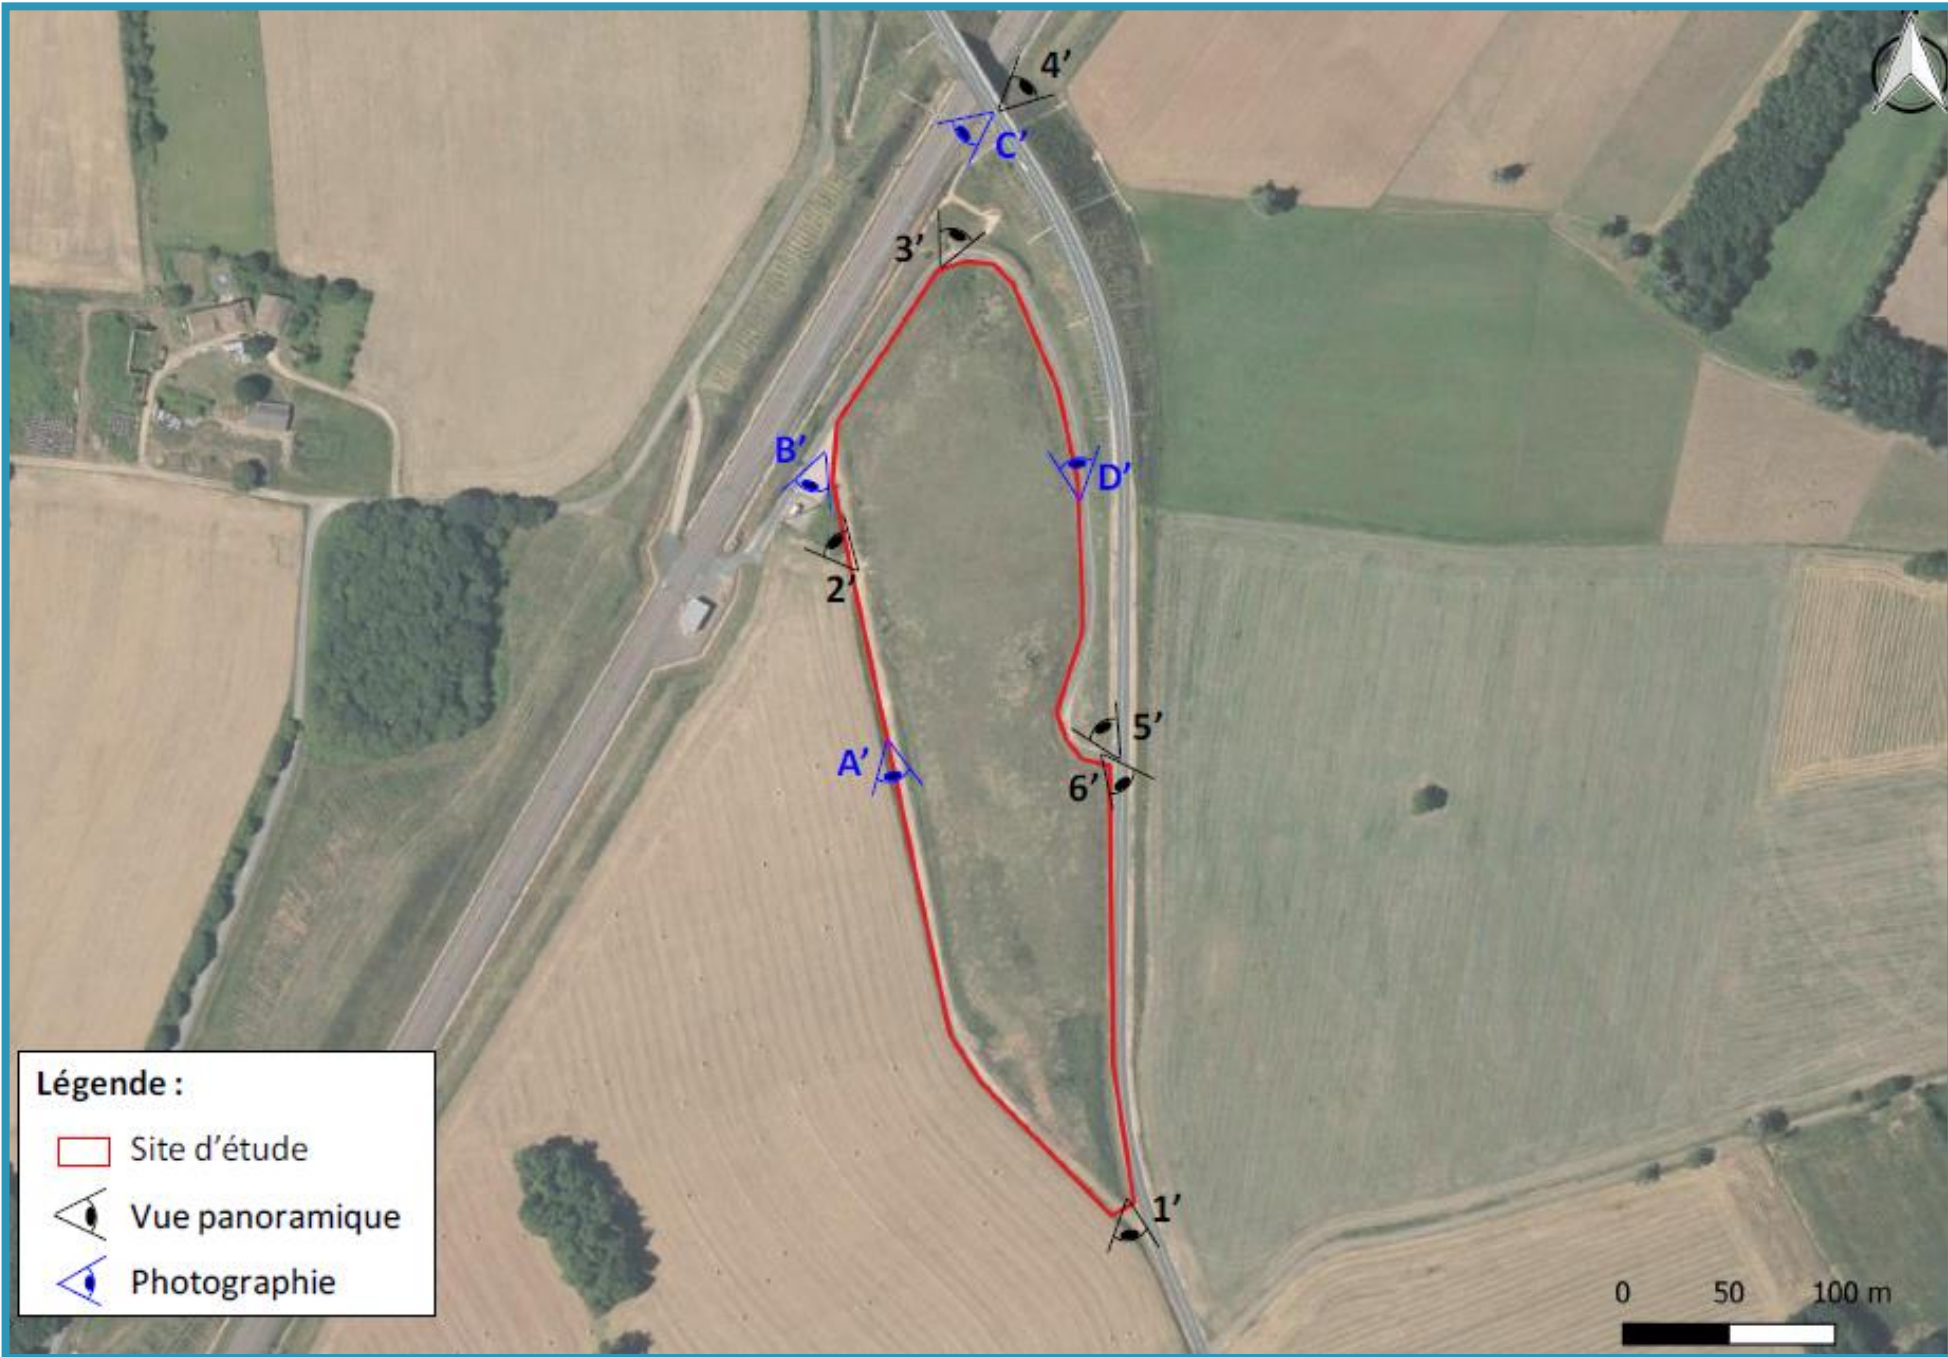 4’
C’
3’
B’
D’
2’
5’
A’
6’
1’
Légende :
Site d’étude
Vue panoramique
Photographie
0 50 100 m